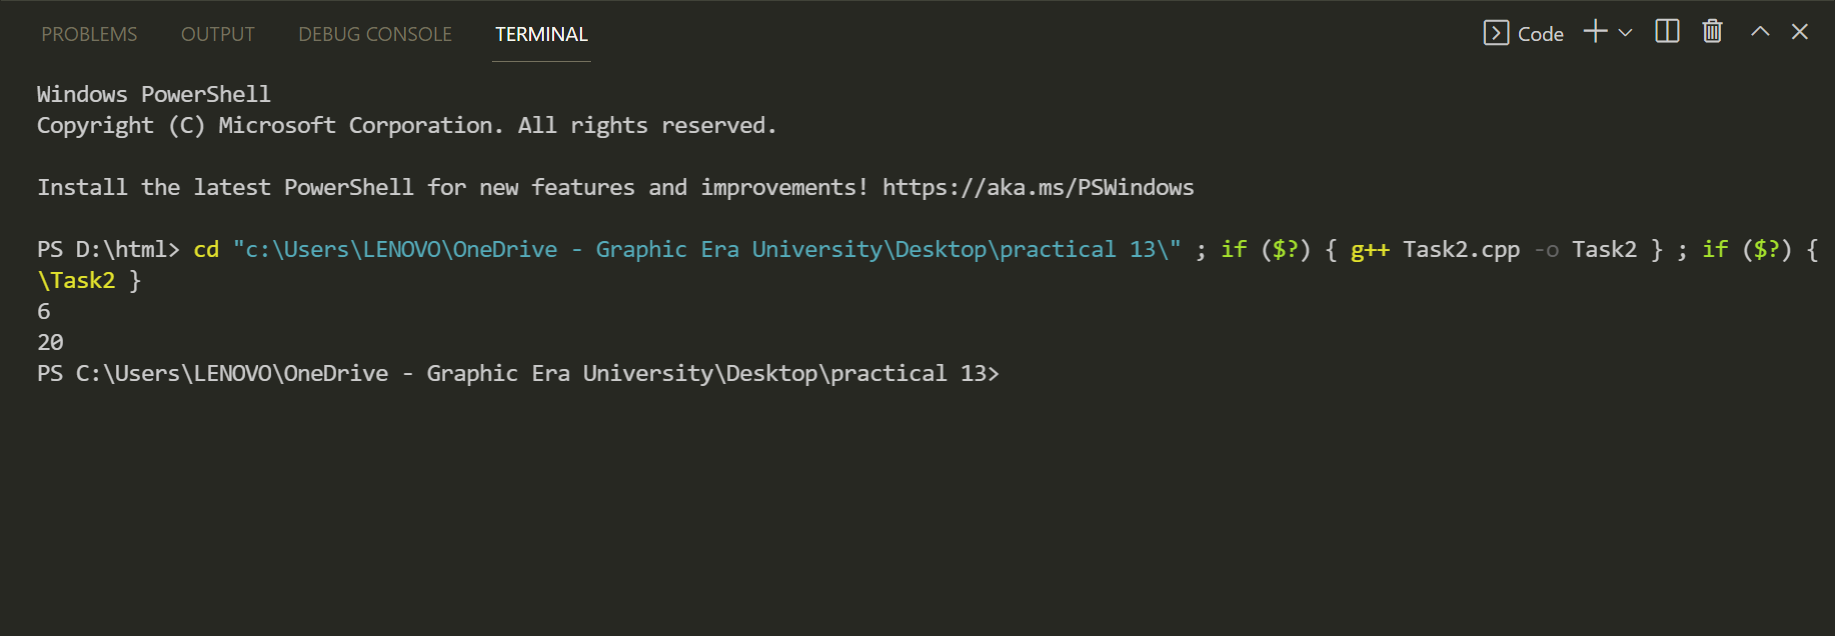 PROBLEMS OUTPUT DEBUG CONSOLE TERMINAL Code
Windows PowerShell
Copyright (C) Microsoft Corporation. All rights reserved.
Install the latest PowerShell for new features and improvements! https://aka.ms/PSWindows
PS D:\html> cd "c:\Users\LENOVO\OneDrive - Graphic Era University\Desktop\practical 13\" ; if ($?) { g++ Task2.cpp -o Task2 } ; if ($?) {
\Task2 }
6
20
PS C:\Users\LENOVO\OneDrive - Graphic Era University\Desktop\practical 13>